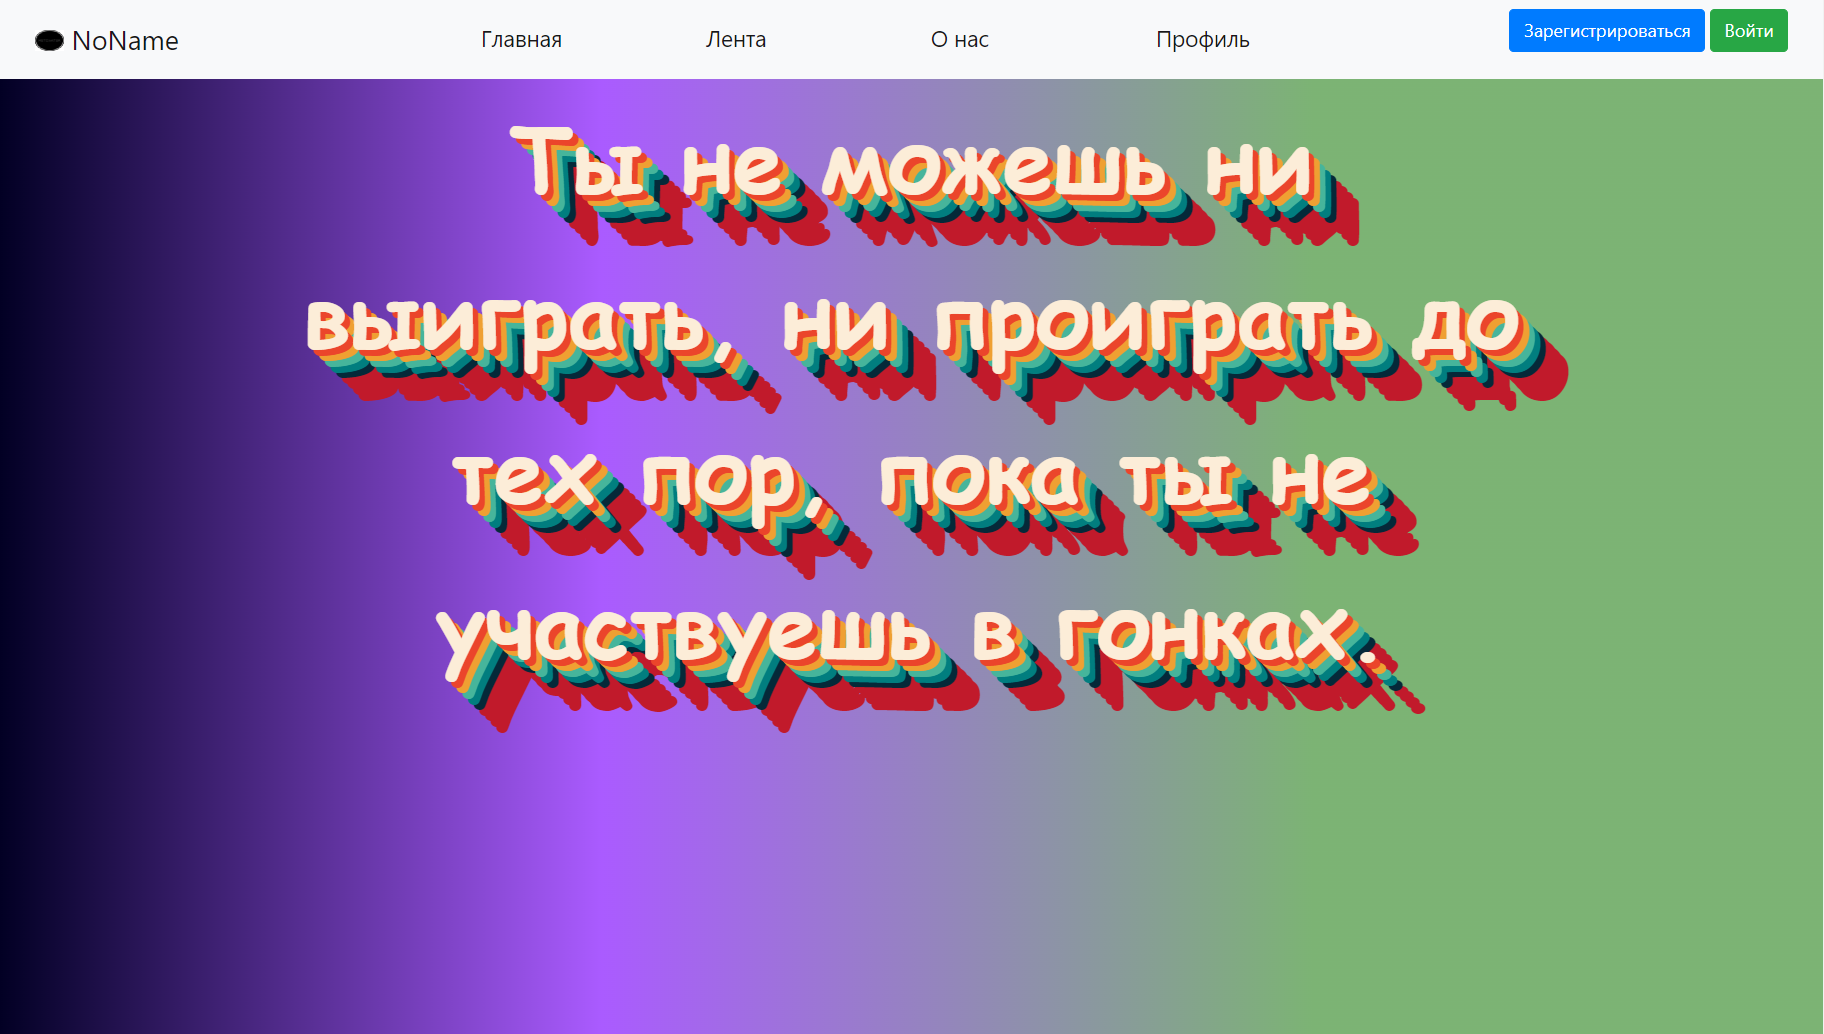 NoName
Главная
Лента
О нас
Профиль
Зарегистрироваться
Войти
Ты не можешь ни
выиграть, ни проиграть до
тех пор, пока ты не
участвуешь в гонках.